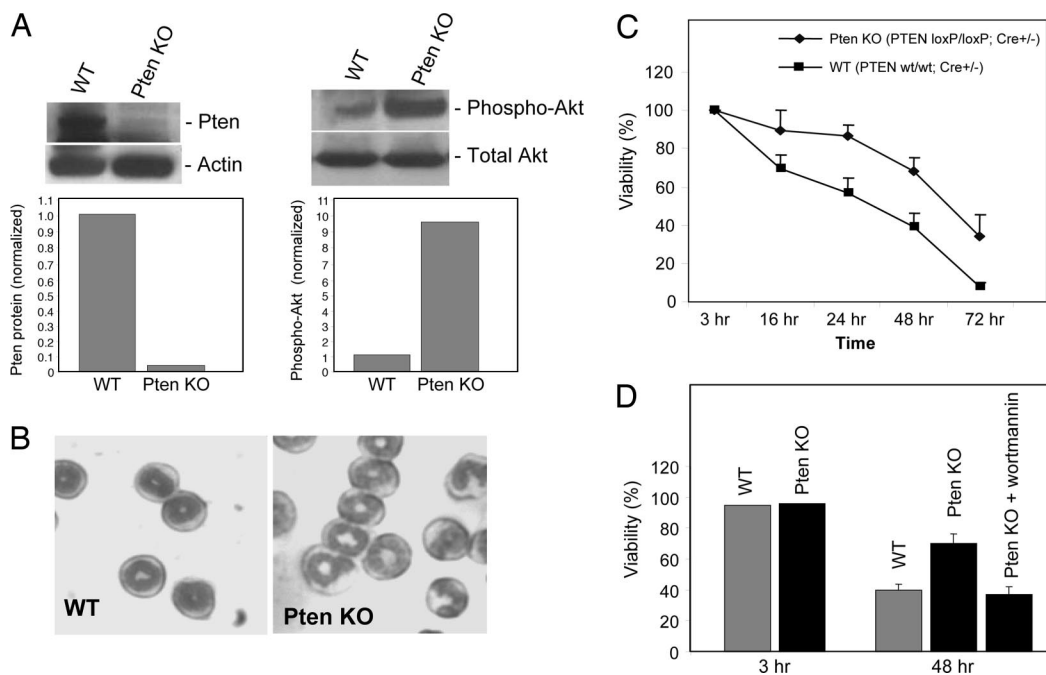 A
WT
Pten KO
- Pten
- Actin
Pten protein (normalized)
1.1
1.0
0.9
0.8
0.7
0.6
0.5
0.4
0.3
0.2
0.1
0
WT
Pten KO
WT
Pten KO
- Phospho-Akt
- Total Akt
Phospho-Akt (normalized)
11
10
9
8
7
6
5
4
3
2
1
0
WT
Pten KO
B
WT
Pten KO
C
Pten KO (PTEN loxP/loxP; Cre+/-)
WT (PTEN wt/wt; Cre+/-)
Viability (%)
120
100
80
60
40
20
0
3 hr
16 hr
24 hr
48 hr
72 hr
Time
D
Viability (%)
120
100
80
60
40
20
0
WT
Pten KO
WT
Pten KO
Pten KO + wortmannin
3 hr
48 hr